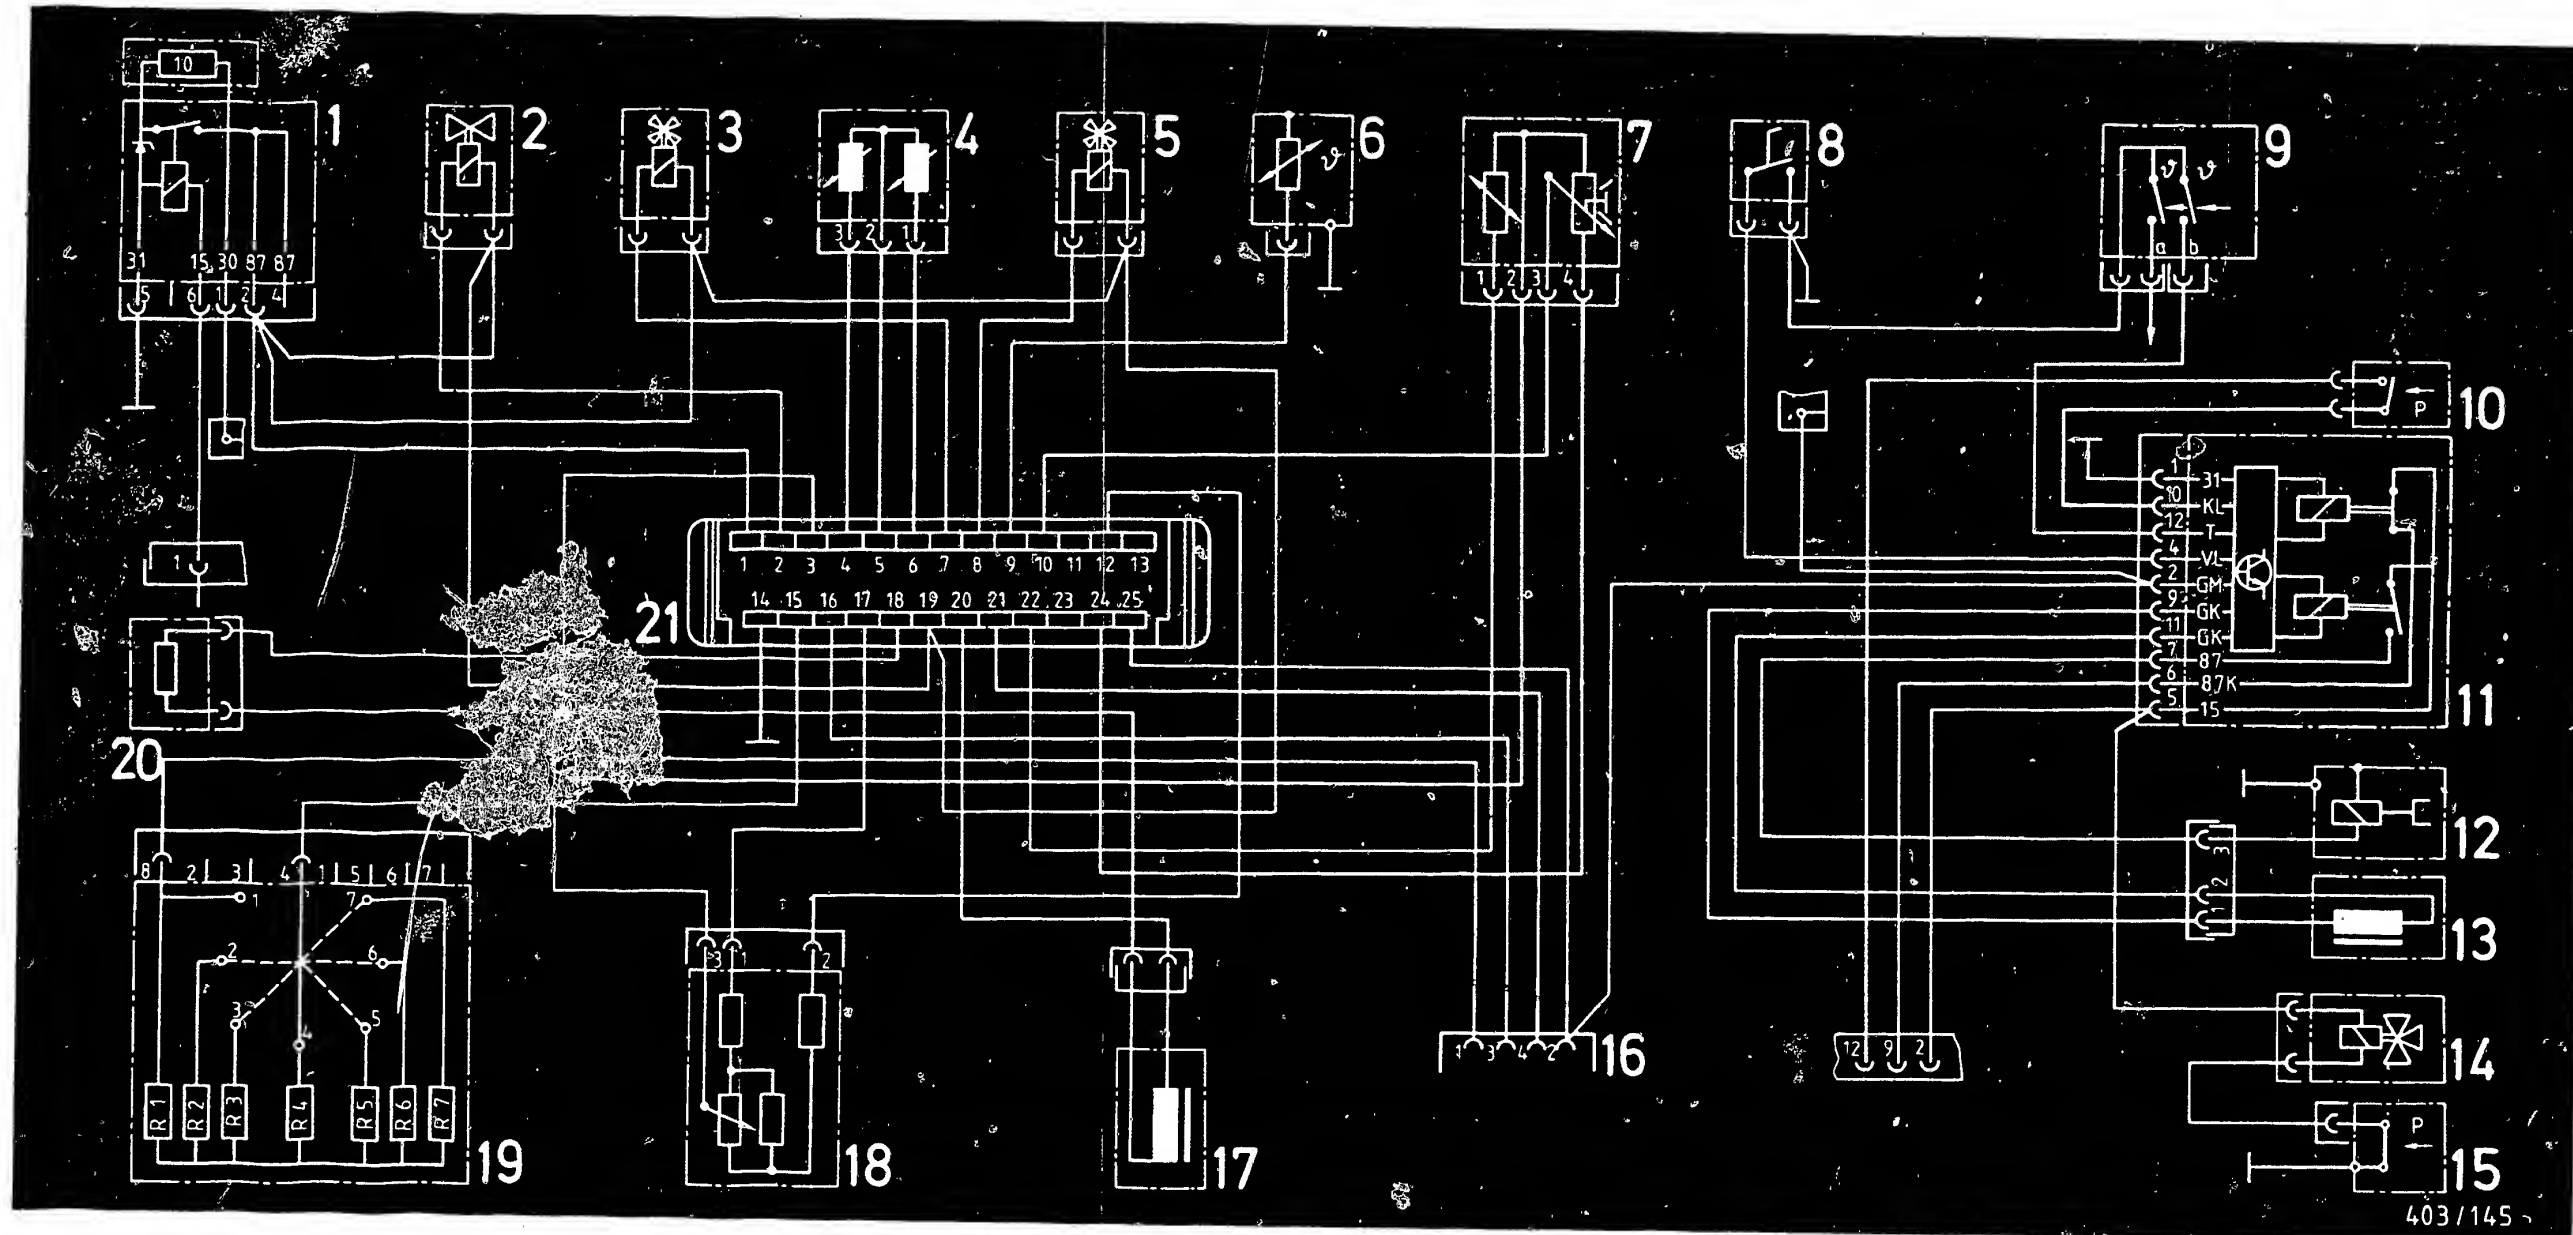 10
1 2 3 4 5 6 7 8 9
ϑ ϑ ϑ
31 15 30 87 87
5 6 1 2 4
3 2 1
1 2 3 4
a b
P
10
1 31
10 KL
12 T
4 VL
2 GM
9 GK
11 GK
7 87
6 87K
5 15
11
1
1 2 3 4 5 6 7 8 9 10 11 12 13
14 15 16 17 18 19 20 21 22 23 24 25
21
20
12
3
2
1
13
8 2 3 4 1 5 6 7
1 7
2 6
3 5
4
R1 R2 R3 R4 R5 R6 R7
19
3 1 2
18
17
1 3 4 2
16
12 9 2
14
P
15
403/145